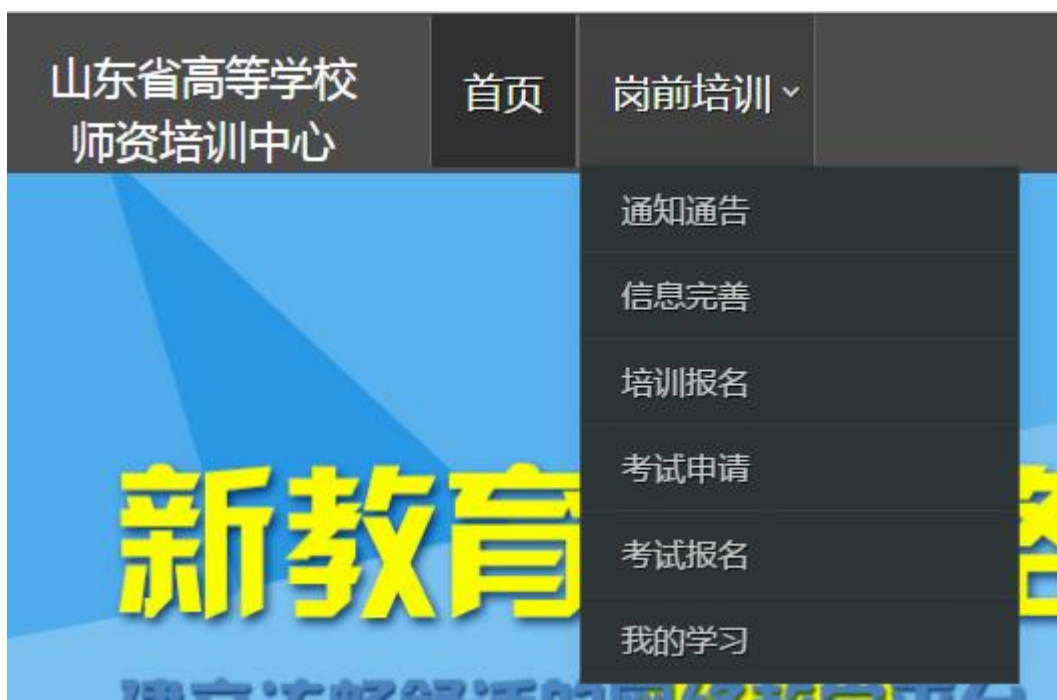 山东省高等学校
师资培训中心
首页
岗前培训
通知通告
信息完善
培训报名
考试申请
考试报名
我的学习
新教育